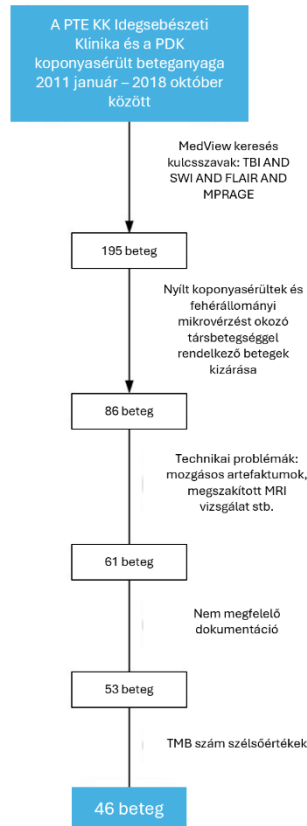 A PTE KK Idegsebészeti
Klinika és a PDK
koponyasérült beteganyaga
2011 január – 2018 október
között
MedView keresés
kulcsszavak: TBI AND
SWI AND FLAIR AND
MPRAGE
195 beteg
Nyílt koponyasérültek és
fehérállományi
mikrovérzést okozó
társbetegséggel
rendelkező betegek
kizárása
86 beteg
Technikai problémák:
mozgásos artefaktumok,
megszakított MRI
vizsgálat stb.
61 beteg
Nem megfelelő
dokumentáció
53 beteg
TMB szám szélsőértékek
46 beteg